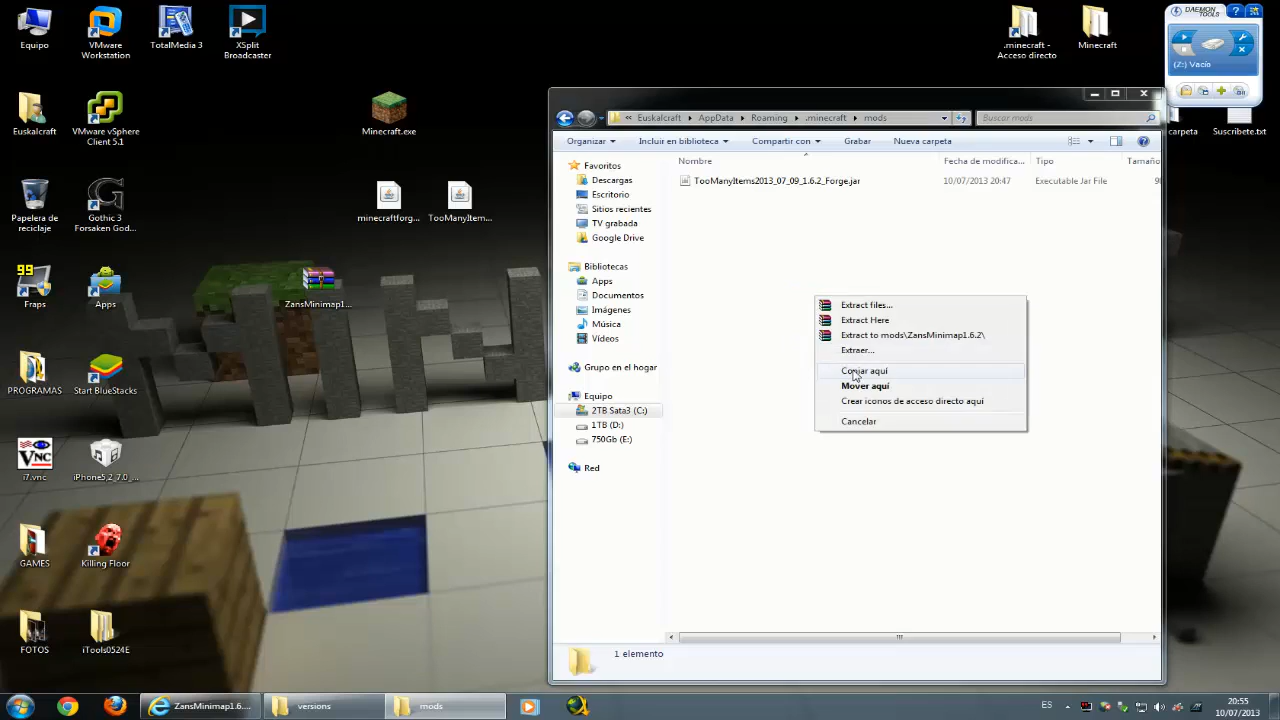 Equipo
VMware Workstation
TotalMedia 3
XSplit Broadcaster
.minecraft - Acceso directo
Minecraft
DAEMON TOOLS
(Z:) Vacío
Euskalcraft
VMware vSphere Client 5.1
Minecraft.exe
carpeta
Suscribete.txt
Papelera de reciclaje
Gothic 3 Forsaken God...
minecraftforg...
TooManyItem...
99
Fraps
Apps
ZansMinimap1...
PROGRAMAS
Start BlueStacks
VNC
i7.vnc
iPhone5,2_7.0_...
GAMES
Killing Floor
FOTOS
iTools0524E
Euskalcraft
AppData
Roaming
.minecraft
mods
Buscar mods
Organizar
Incluir en biblioteca
Compartir con
Grabar
Nueva carpeta
Favoritos
Descargas
Escritorio
Sitios recientes
TV grabada
Google Drive
Bibliotecas
Apps
Documentos
Imágenes
Música
Vídeos
Grupo en el hogar
Equipo
2TB Sata3 (C:)
1TB (D:)
750Gb (E:)
Red
Nombre
Fecha de modifica...
Tipo
Tamaño
TooManyItems2013_07_09_1.6.2_Forge.jar
10/07/2013 20:47
Executable Jar File
Extract files...
Extract Here
Extract to mods\ZansMinimap1.6.2\
Extraer...
Copiar aquí
Mover aquí
Crear iconos de acceso directo aquí
Cancelar
1 elemento
ZansMinimap1.6....
versions
mods
ES
20:55
10/07/2013